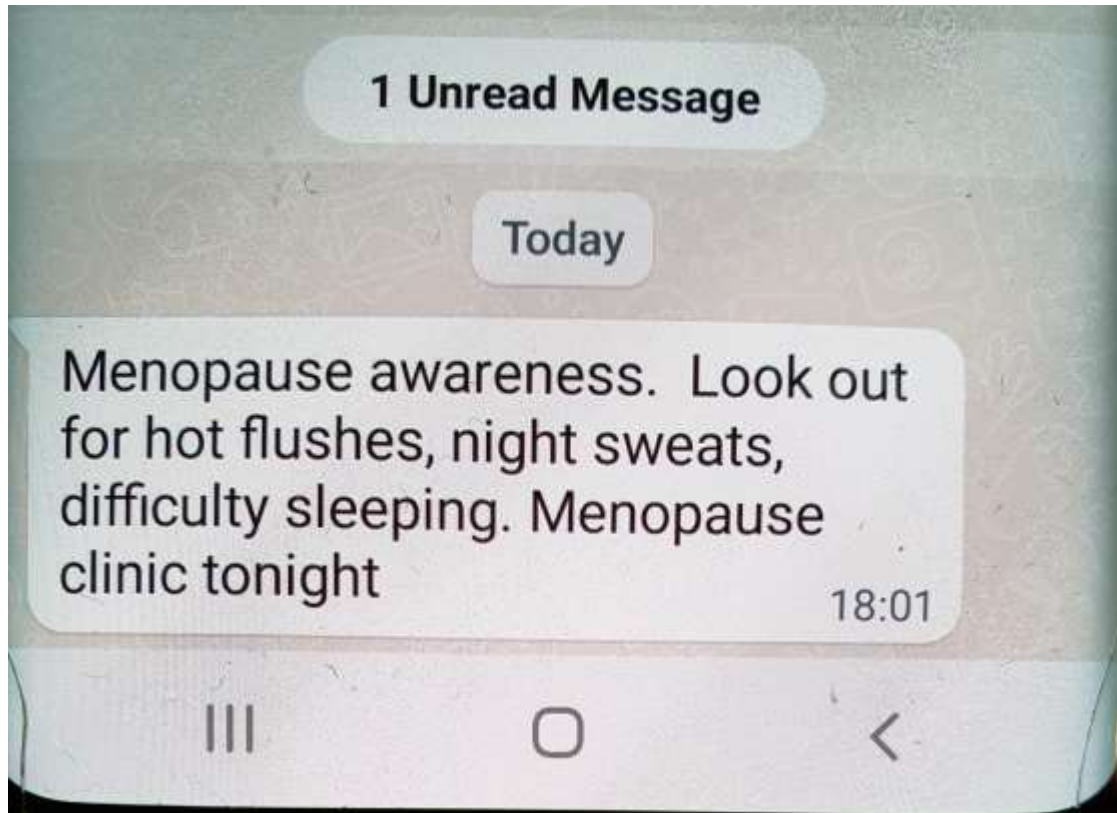 1 Unread Message
Today
Menopause awareness.  Look out
for hot flushes, night sweats,
difficulty sleeping. Menopause
clinic tonight
18:01